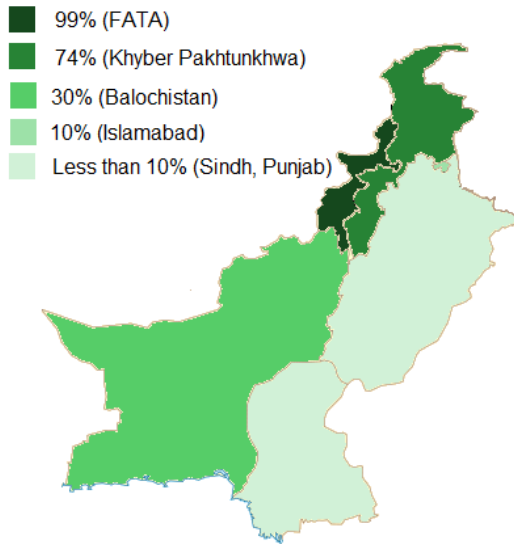 99% (FATA)
74% (Khyber Pakhtunkhwa)
30% (Balochistan)
10% (Islamabad)
Less than 10% (Sindh, Punjab)